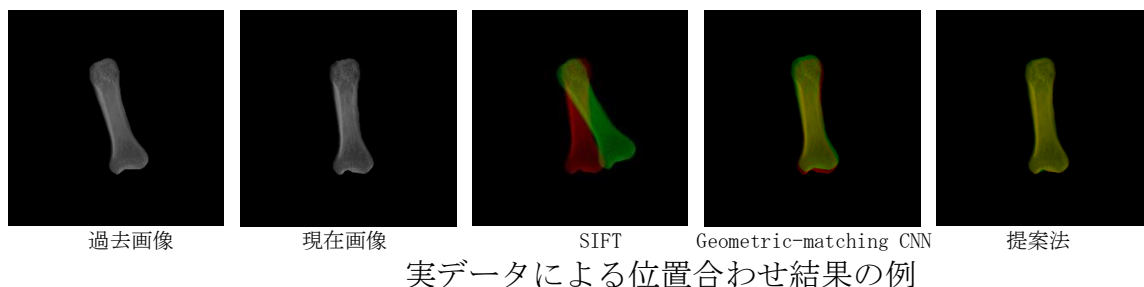 過去画像
現在画像
SIFT
Geometric-matching CNN
提案法
実データによる位置合わせ結果の例